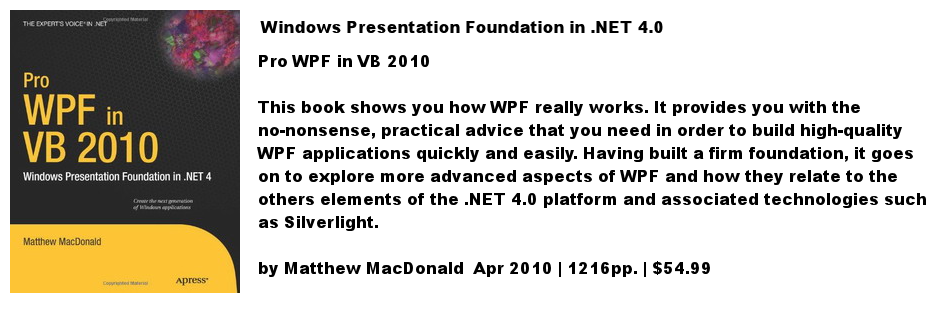 THE EXPERT'S VOICE® IN .NET
Copyrighted Material
Pro
WPF in
VB 2010
Windows Presentation Foundation in .NET 4
Create the next generation
of Windows applications
Matthew MacDonald
Copyrighted Material
Apress®
Windows Presentation Foundation in .NET 4.0
Pro WPF in VB 2010
This book shows you how WPF really works. It provides you with the
no-nonsense, practical advice that you need in order to build high-quality
WPF applications quickly and easily. Having built a firm foundation, it goes
on to explore more advanced aspects of WPF and how they relate to the
others elements of the .NET 4.0 platform and associated technologies such
as Silverlight.
by Matthew MacDonald  Apr 2010 | 1216pp. | $54.99